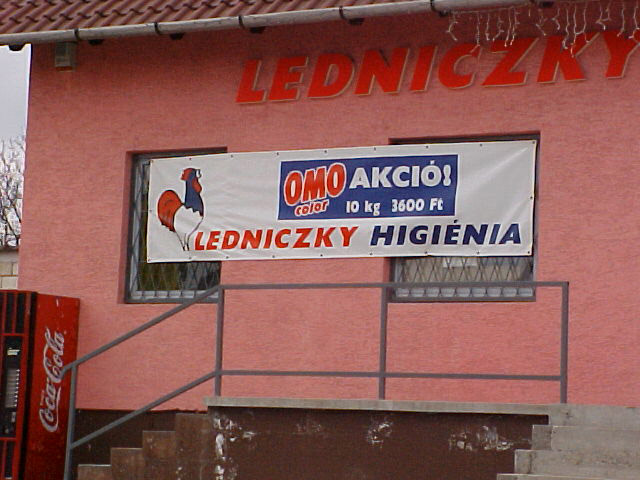 LEDNICZKY
OMO AKCIÓ!
color 10 kg 3600 Ft
LEDNICZKY HIGIÉNIA
Coca-Cola